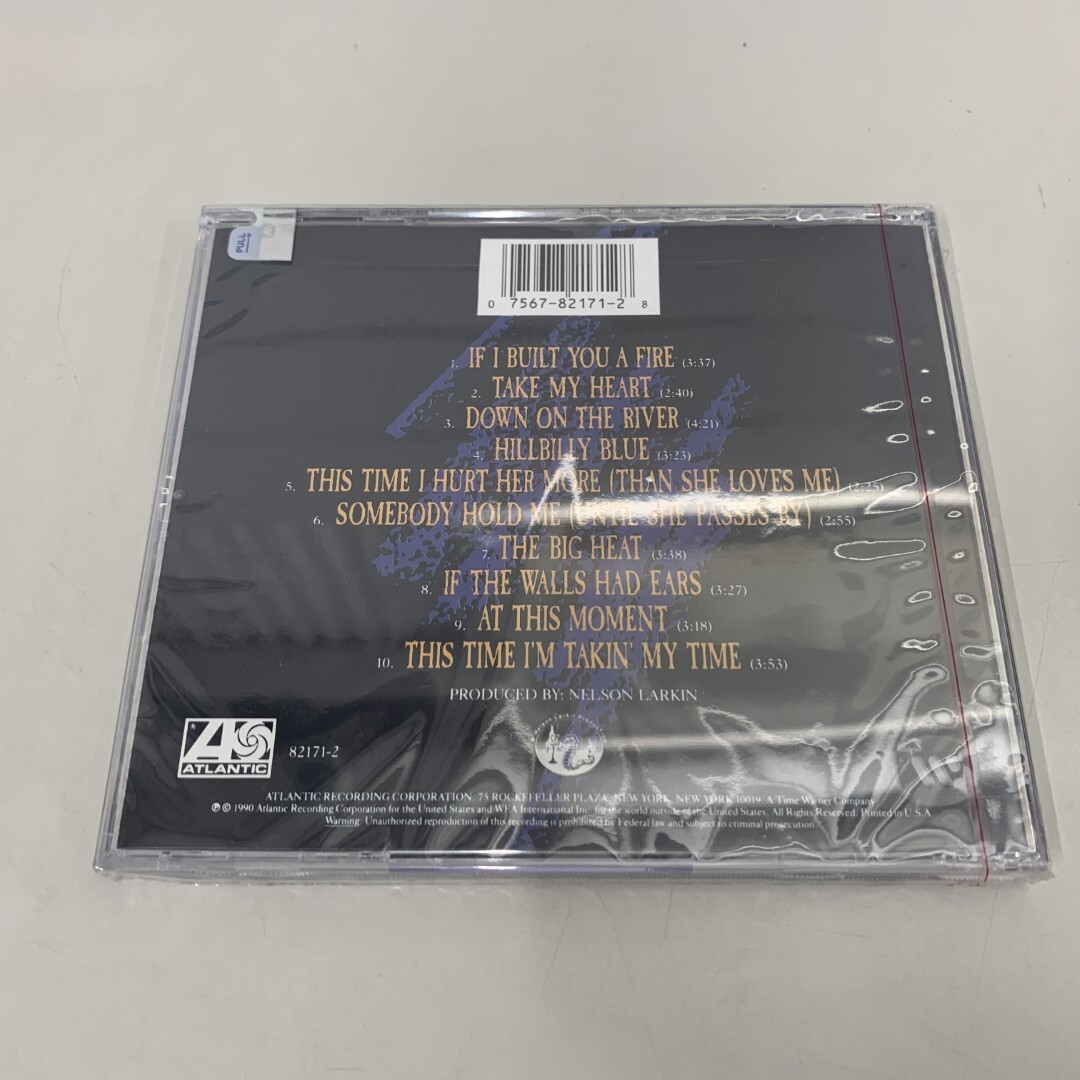 PULL
0 7567-82171-2 8
1. IF I BUILT YOU A FIRE (3:37)
2. TAKE MY HEART (2:40)
3. DOWN ON THE RIVER (4:21)
4. HILLBILLY BLUE (3:23)
5. THIS TIME I HURT HER MORE (THAN SHE LOVES ME) (2:25)
6. SOMEBODY HOLD ME (UNTIL SHE PASSES BY) (2:55)
7. THE BIG HEAT (3:38)
8. IF THE WALLS HAD EARS (3:27)
9. AT THIS MOMENT (3:18)
10. THIS TIME I'M TAKIN' MY TIME (3:53)
PRODUCED BY: NELSON LARKIN
ATLANTIC
82171-2
ATLANTIC RECORDING CORPORATION, 75 ROCKEFELLER PLAZA, NEW YORK, NEW YORK 10019. A Time Warner Company
℗ © 1990 Atlantic Recording Corporation for the United States and WEA International Inc. for the world outside of the United States. All Rights Reserved. Printed in U.S.A.
Warning: Unauthorized reproduction of this recording is prohibited by Federal law and subject to criminal prosecution.